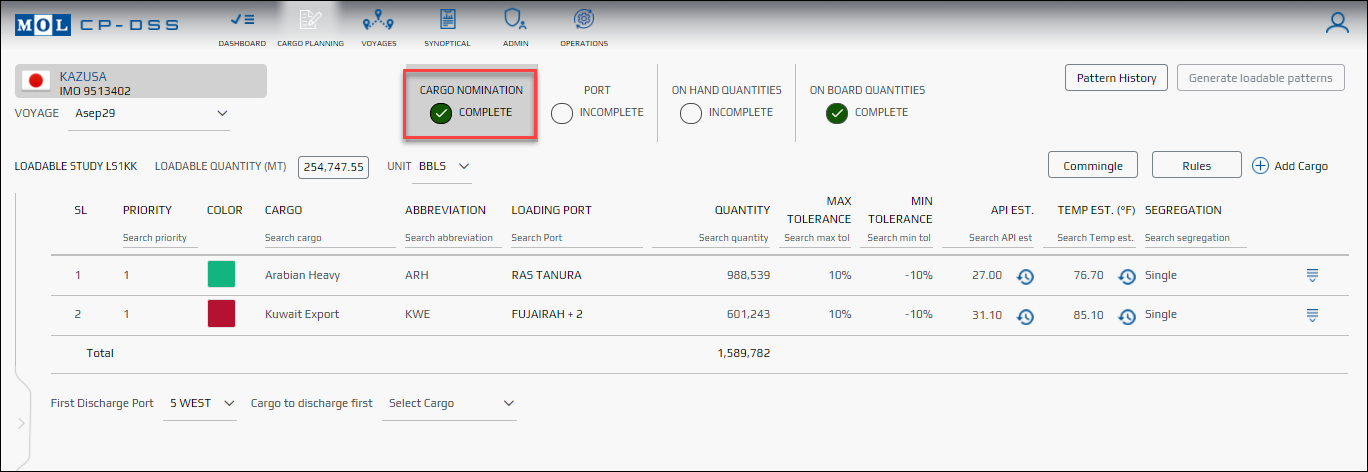 MOL CP-DSS
DASHBOARD CARGO PLANNING VOYAGES SYNOPTICAL ADMIN OPERATIONS
KAZUSA
IMO 9513402
VOYAGE Asep29
CARGO NOMINATION
COMPLETE
PORT
INCOMPLETE
ON HAND QUANTITIES
INCOMPLETE
ON BOARD QUANTITIES
COMPLETE
Pattern History Generate loadable patterns
LOADABLE STUDY LS1KK LOADABLE QUANTITY (MT) 254,747.55 UNIT BBLS Commingle Rules Add Cargo
SL PRIORITY COLOR CARGO ABBREVIATION LOADING PORT QUANTITY MAX TOLERANCE MIN TOLERANCE API EST. TEMP EST. (°F) SEGREGATION
Search priority Search cargo Search abbreviation Search Port Search quantity Search max tol Search min tol Search API est Search Temp est. Search segregation
1 1 Arabian Heavy ARH RAS TANURA 988,539 10% -10% 27.00 76.70 Single
2 1 Kuwait Export KWE FUJAIRAH + 2 601,243 10% -10% 31.10 85.10 Single
Total 1,589,782
First Discharge Port 5 WEST Cargo to discharge first Select Cargo